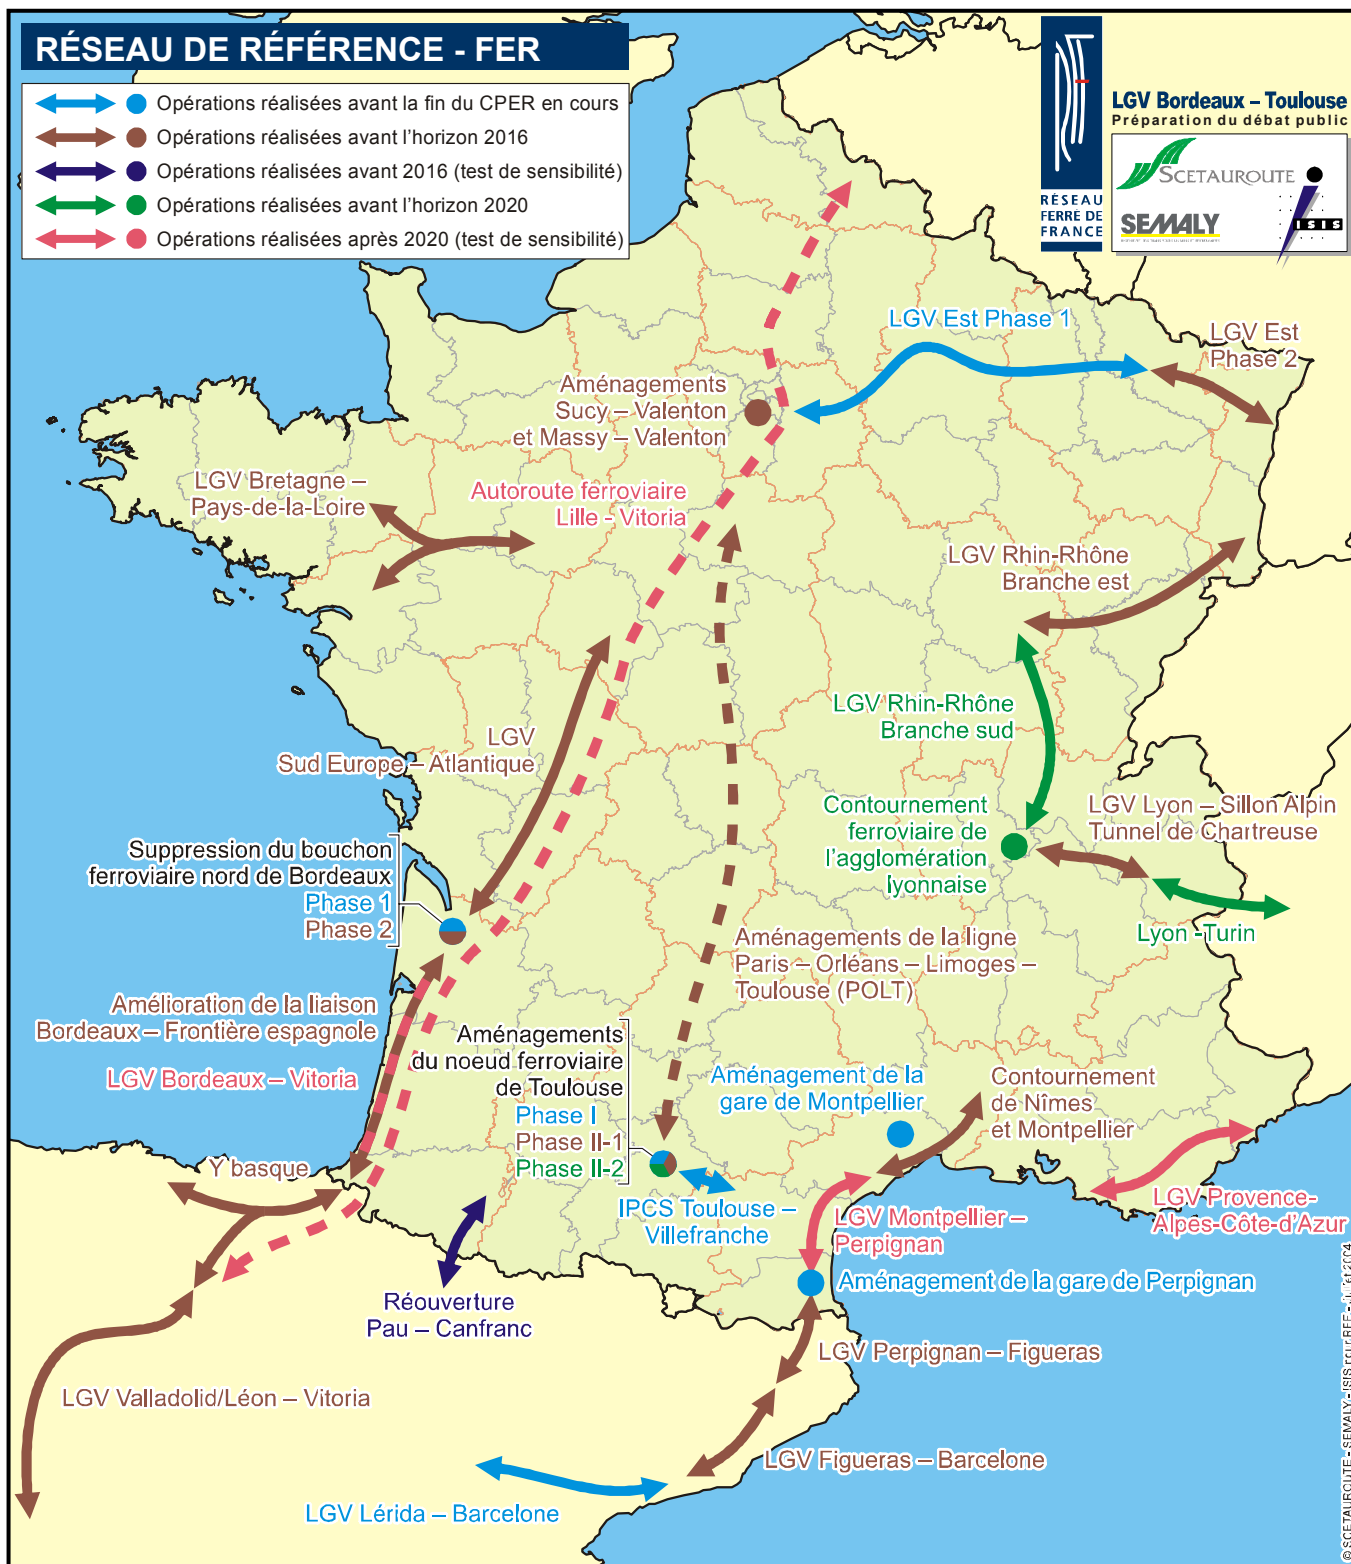 RÉSEAU DE RÉFÉRENCE - FER
Opérations réalisées avant la fin du CPER en cours
Opérations réalisées avant l'horizon 2016
Opérations réalisées avant 2016 (test de sensibilité)
Opérations réalisées avant l'horizon 2020
Opérations réalisées après 2020 (test de sensibilité)
RÉSEAU
FERRE DE
FRANCE
LGV Bordeaux – Toulouse
Préparation du débat public
SCETAUROUTE
SEMALY
ISIS
LGV Est Phase 1
LGV Est
Phase 2
Aménagements
Sucy – Valenton
et Massy – Valenton
LGV Bretagne –
Pays-de-la-Loire
Autoroute ferroviaire
Lille - Vitoria
LGV Rhin-Rhône
Branche est
LGV Rhin-Rhône
Branche sud
LGV
Sud Europe – Atlantique
Contournement
ferroviaire de
l'agglomération
lyonnaise
LGV Lyon – Sillon Alpin
Tunnel de Chartreuse
Lyon -Turin
Suppression du bouchon
ferroviaire nord de Bordeaux
Phase 1
Phase 2
Aménagements de la ligne
Paris – Orléans – Limoges –
Toulouse (POLT)
Amélioration de la liaison
Bordeaux – Frontière espagnole
LGV Bordeaux – Vitoria
Aménagements
du noeud ferroviaire
de Toulouse
Phase I
Phase II-1
Phase II-2
Aménagement de la
gare de Montpellier
Contournement
de Nîmes
et Montpellier
Y basque
IPCS Toulouse –
Villefranche
LGV Montpellier –
Perpignan
LGV Provence-
Alpes-Côte-d'Azur
Aménagement de la gare de Perpignan
Réouverture
Pau – Canfranc
LGV Perpignan – Figueras
LGV Valladolid/Léon – Vitoria
LGV Figueras – Barcelone
LGV Lérida – Barcelone
© SCETAUROUTE - SEMALY - ISIS pour RFF - Juillet 2004